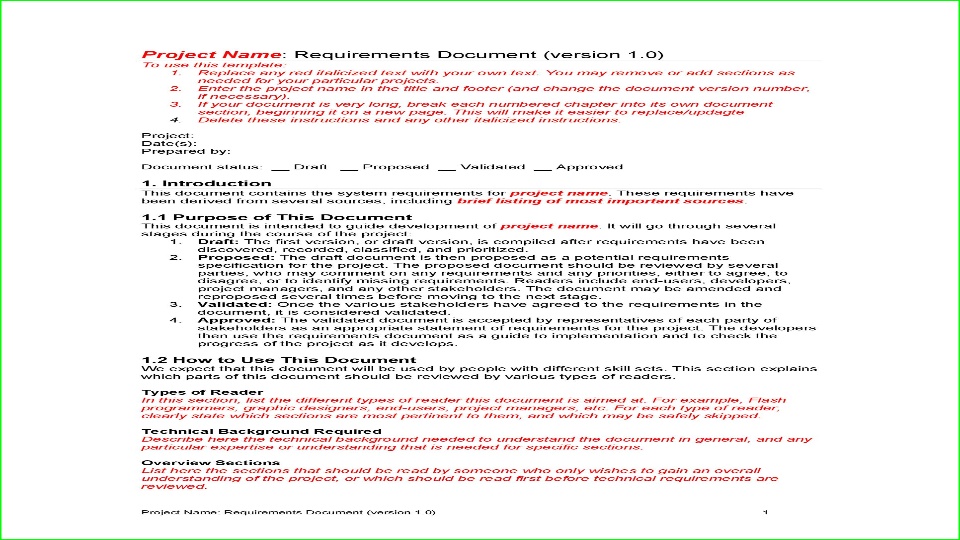 Project Name: Requirements Document (version 1.0)
To use this template:
1. Replace any red italicized text with your own text. You may remove or add sections as
needed for your particular projects.
2. Enter the project name in the title and footer (and change the document version number,
if necessary).
3. If your document is very long, break each numbered chapter into its own document
section, beginning it on a new page. This will make it easier to replace/updagte
4. Delete these instructions and any other italicized instructions.
Project:
Date(s):
Prepared by:
Document status: __ Draft __ Proposed __ Validated __ Approved
1. Introduction
This document contains the system requirements for project name. These requirements have
been derived from several sources, including brief listing of most important sources.
1.1 Purpose of This Document
This document is intended to guide development of project name. It will go through several
stages during the course of the project:
1. Draft: The first version, or draft version, is compiled after requirements have been
discovered, recorded, classified, and prioritized.
2. Proposed: The draft document is then proposed as a potential requirements
specification for the project. The proposed document should be reviewed by several
parties, who may comment on any requirements and any priorities, either to agree, to
disagree, or to identify missing requirements. Readers include end-users, developers,
project managers, and any other stakeholders. The document may be amended and
reproposed several times before moving to the next stage.
3. Validated: Once the various stakeholders have agreed to the requirements in the
document, it is considered validated.
4. Approved: The validated document is accepted by representatives of each party of
stakeholders as an appropriate statement of requirements for the project. The developers
then use the requirements document as a guide to implementation and to check the
progress of the project as it develops.
1.2 How to Use This Document
We expect that this document will be used by people with different skill sets. This section explains
which parts of this document should be reviewed by various types of readers.
Types of Reader
In this section, list the different types of reader this document is aimed at. For example, Flash
programmers, graphic designers, end-users, project managers, etc. For each type of reader,
clearly state which sections are most pertinent to them, and which may be safely skipped.
Technical Background Required
Describe here the technical background needed to understand the document in general, and any
particular expertise or understanding that is needed for specific sections.
Overview Sections
List here the sections that should be read by someone who only wishes to gain an overall
understanding of the project, or which should be read first before technical requirements are
reviewed.
Project Name: Requirements Document (version 1.0) 1